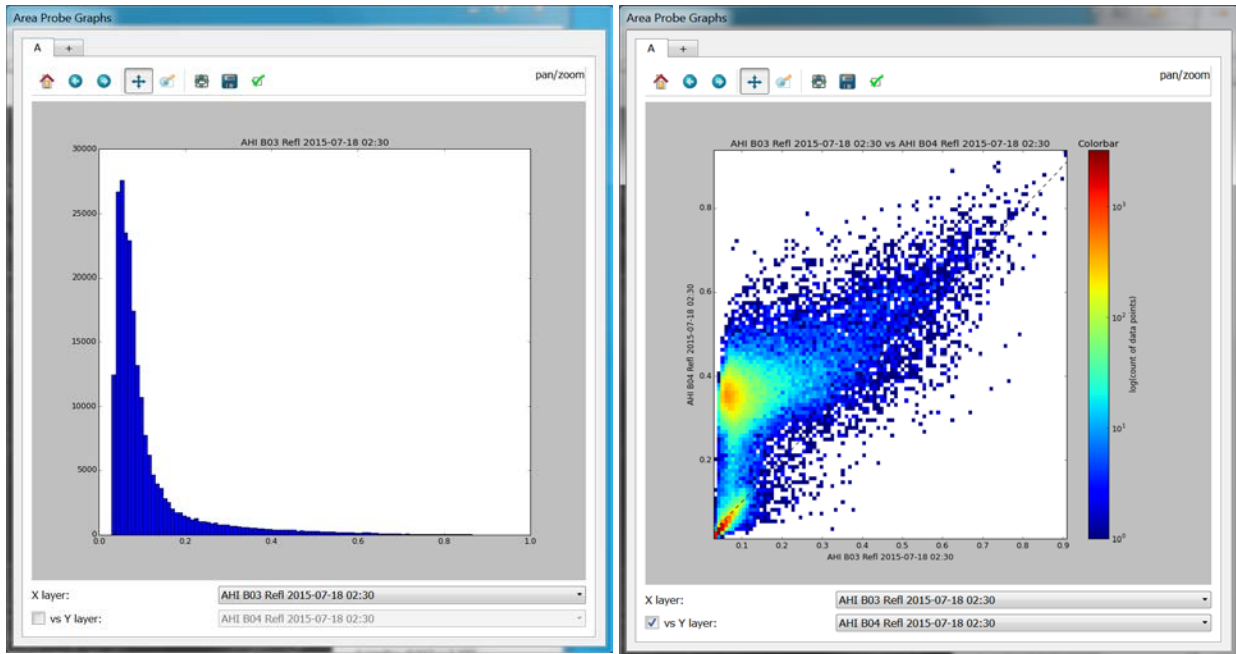 Area Probe Graphs
A +
pan/zoom
AHI B03 Refl 2015-07-18 02:30
30000
25000
20000
15000
10000
5000
0
0.0 0.2 0.4 0.6 0.8 1.0
X layer: AHI B03 Refl 2015-07-18 02:30
vs Y layer: AHI B04 Refl 2015-07-18 02:30
Area Probe Graphs
A +
pan/zoom
AHI B03 Refl 2015-07-18 02:30 vs AHI B04 Refl 2015-07-18 02:30
Colorbar
0.8
0.6
0.4
0.2
AHI B04 Refl 2015-07-18 02:30
0.1 0.2 0.3 0.4 0.5 0.6 0.7 0.8 0.9
AHI B03 Refl 2015-07-18 02:30
10³
10²
10¹
10⁰
log(count of data points)
X layer: AHI B03 Refl 2015-07-18 02:30
vs Y layer: AHI B04 Refl 2015-07-18 02:30